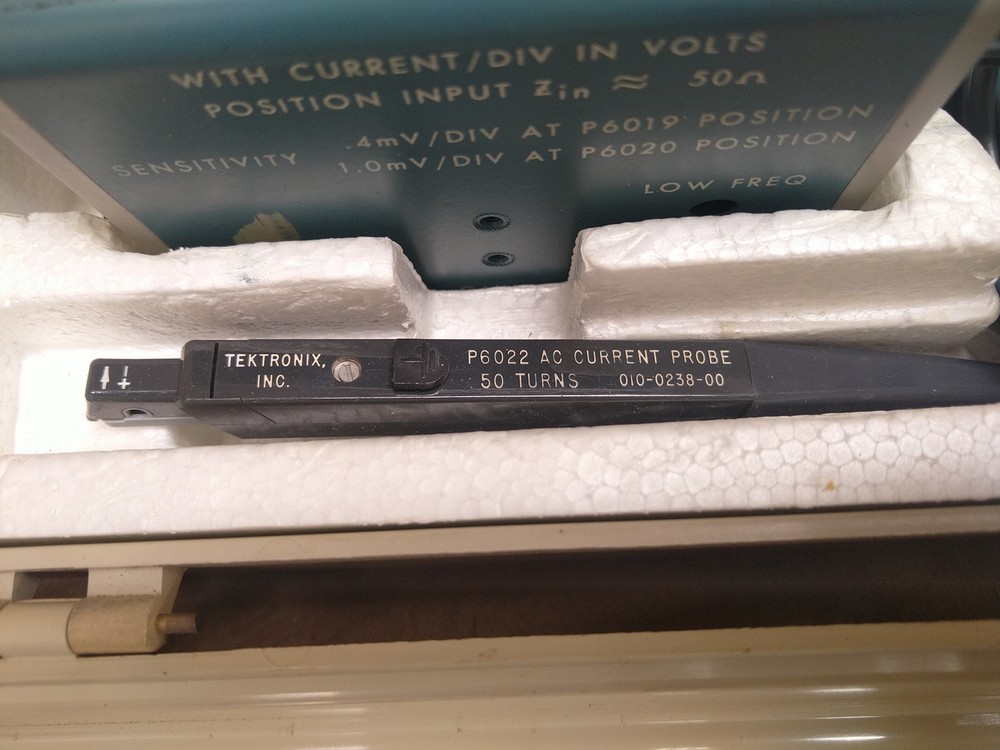 WITH CURRENT/DIV IN VOLTS
POSITION INPUT Zin ≈ 50Ω
SENSITIVITY .4mV/DIV AT P6019 POSITION
1.0mV/DIV AT P6020 POSITION
LOW FREQ
TEKTRONIX, INC.
P6022 AC CURRENT PROBE
50 TURNS 010-0238-00
+